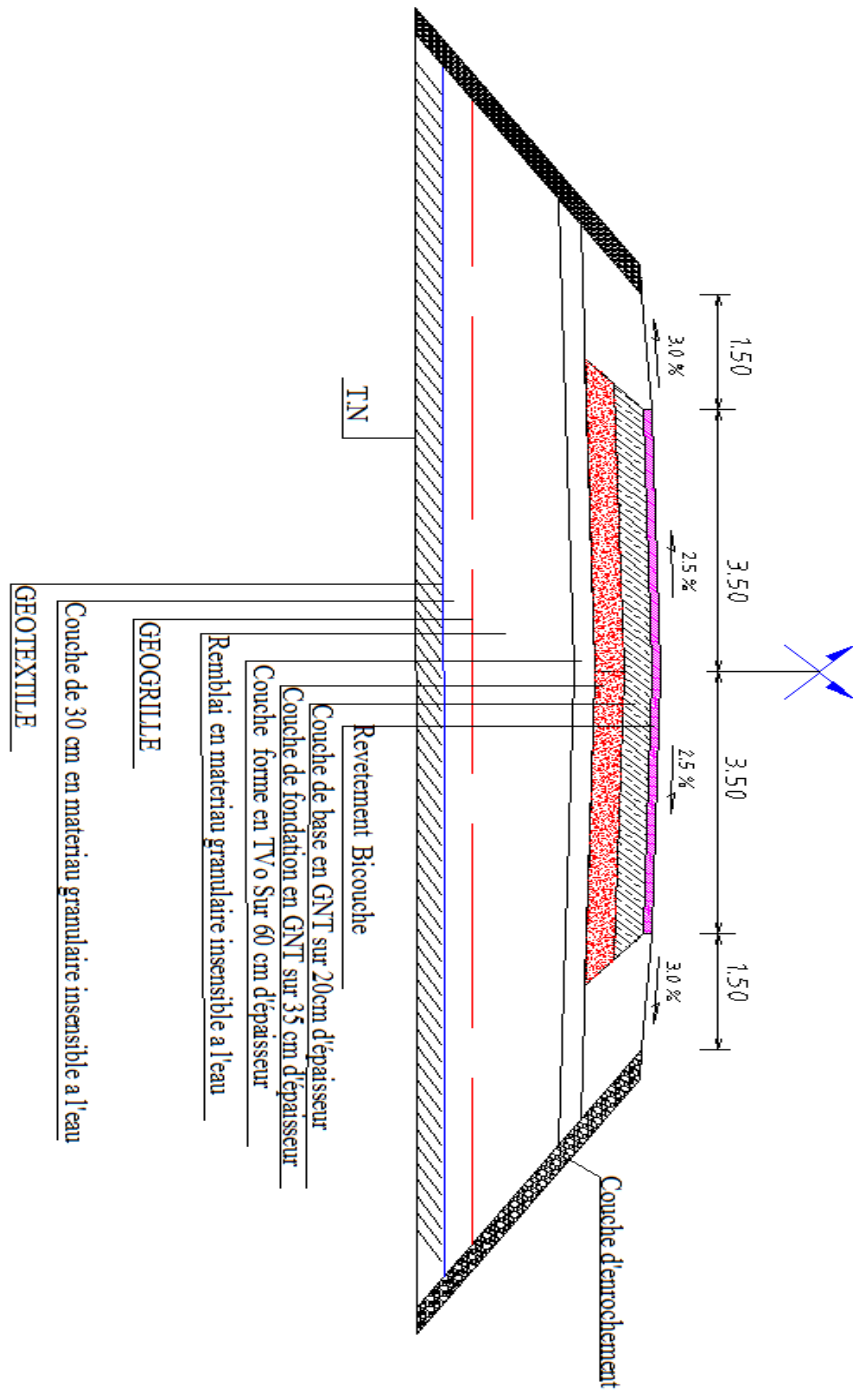 1.50
3.50
3.50
1.50
3.0 %
2.5 %
2.5 %
3.0 %
Couche d'enrochement
T.N
Revetement Bicouche
Couche de base en GNT sur 20cm d'épaisseur
Couche de fondation en GNT sur 35 cm d'épaisseur
Couche forme en TVo Sur 60 cm d'épaisseur
Remblai en materiau granulaire insensible a l'eau
GEOGRILLE
Couche de 30 cm en materiau granulaire insensible a l'eau
GEOTEXTILE